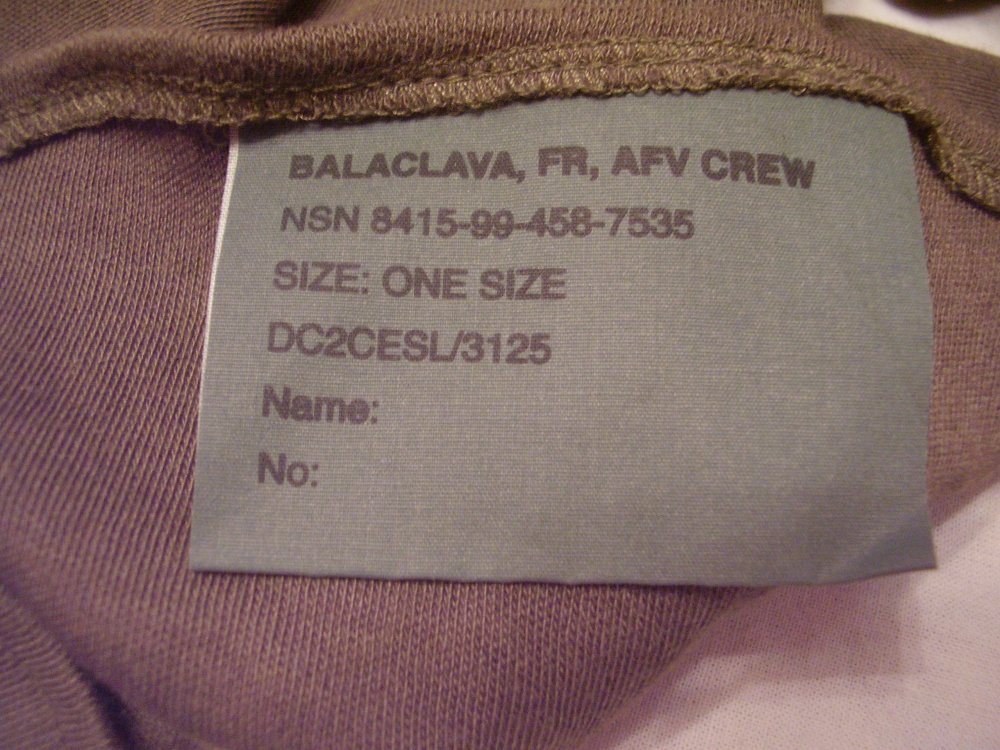 BALACLAVA, FR, AFV CREW
NSN 8415-99-458-7535
SIZE: ONE SIZE
DC2CESL/3125
Name:
No: